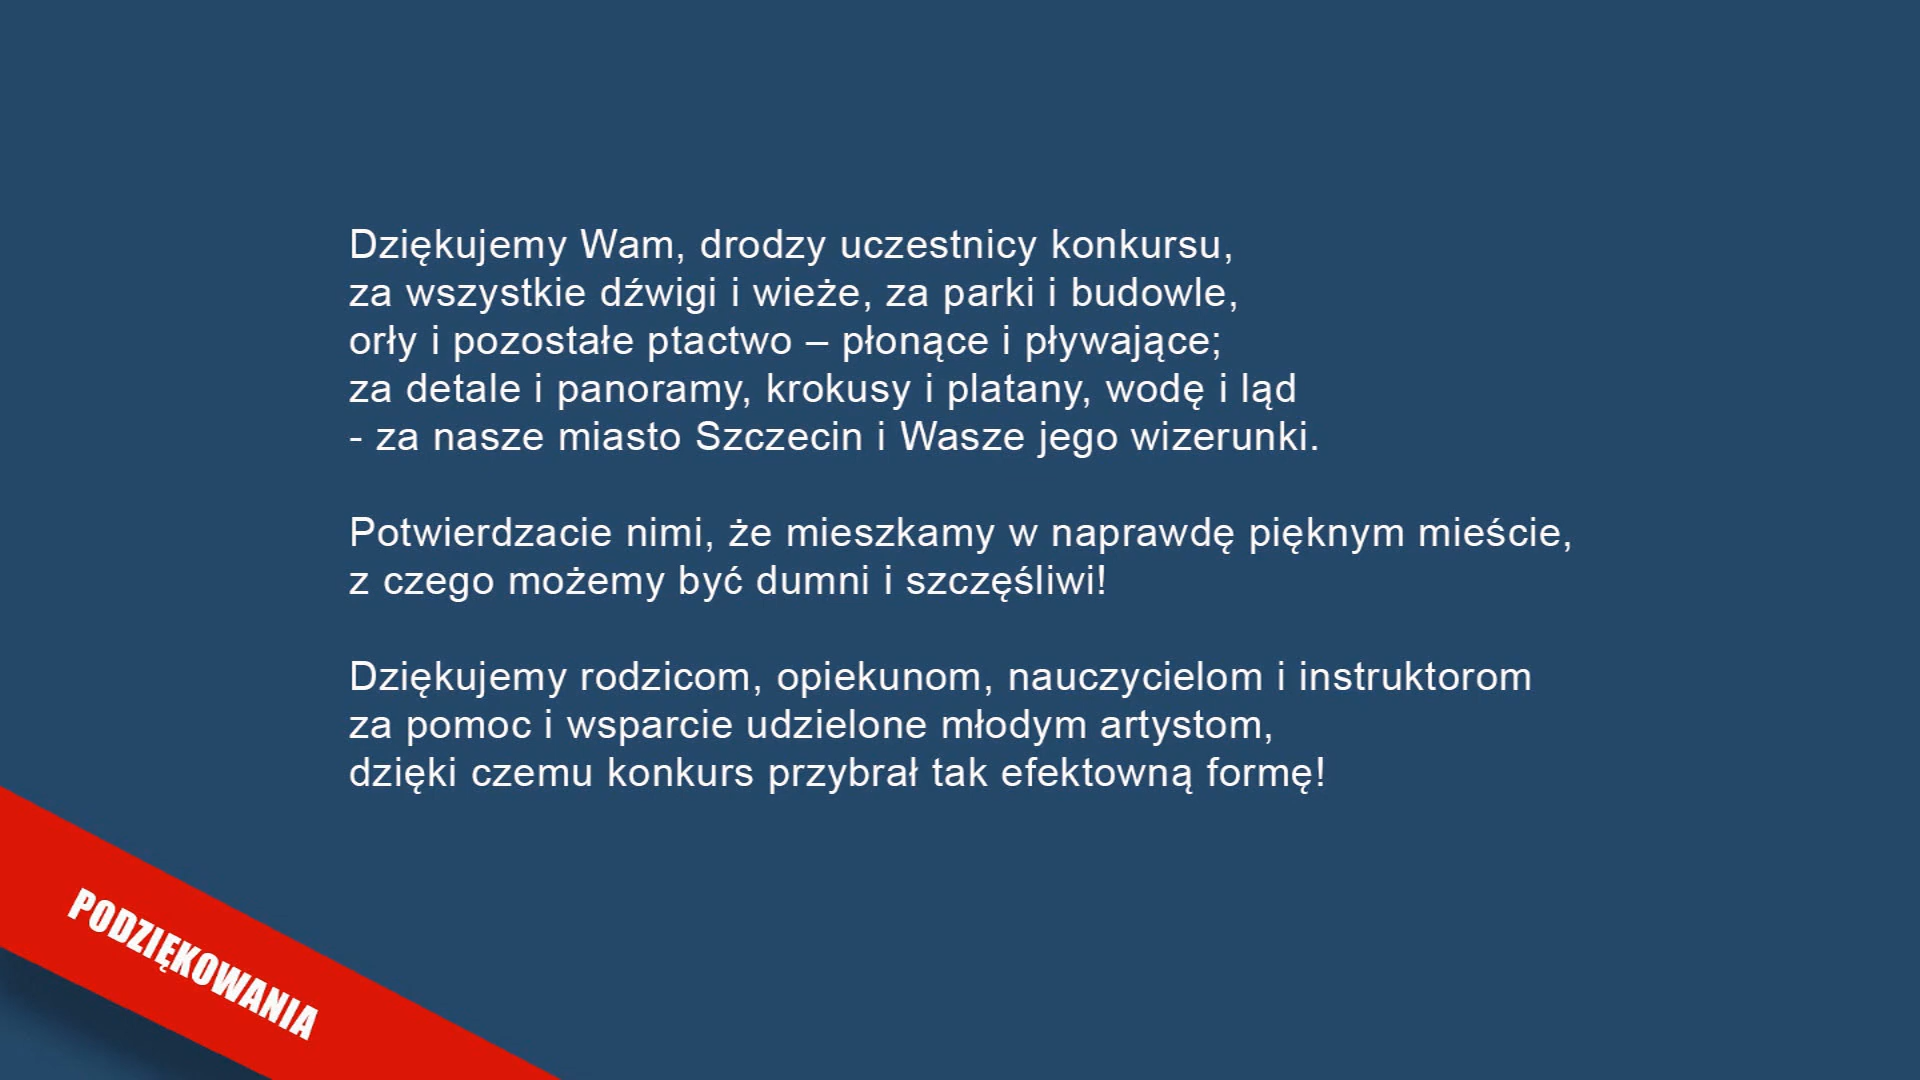 Dziękujemy Wam, drodzy uczestnicy konkursu,
za wszystkie dźwigi i wieże, za parki i budowle,
orły i pozostałe ptactwo – płonące i pływające;
za detale i panoramy, krokusy i platany, wodę i ląd
- za nasze miasto Szczecin i Wasze jego wizerunki.
Potwierdzacie nimi, że mieszkamy w naprawdę pięknym mieście,
z czego możemy być dumni i szczęśliwi!
Dziękujemy rodzicom, opiekunom, nauczycielom i instruktorom
za pomoc i wsparcie udzielone młodym artystom,
dzięki czemu konkurs przybrał tak efektowną formę!
PODZIĘKOWANIA